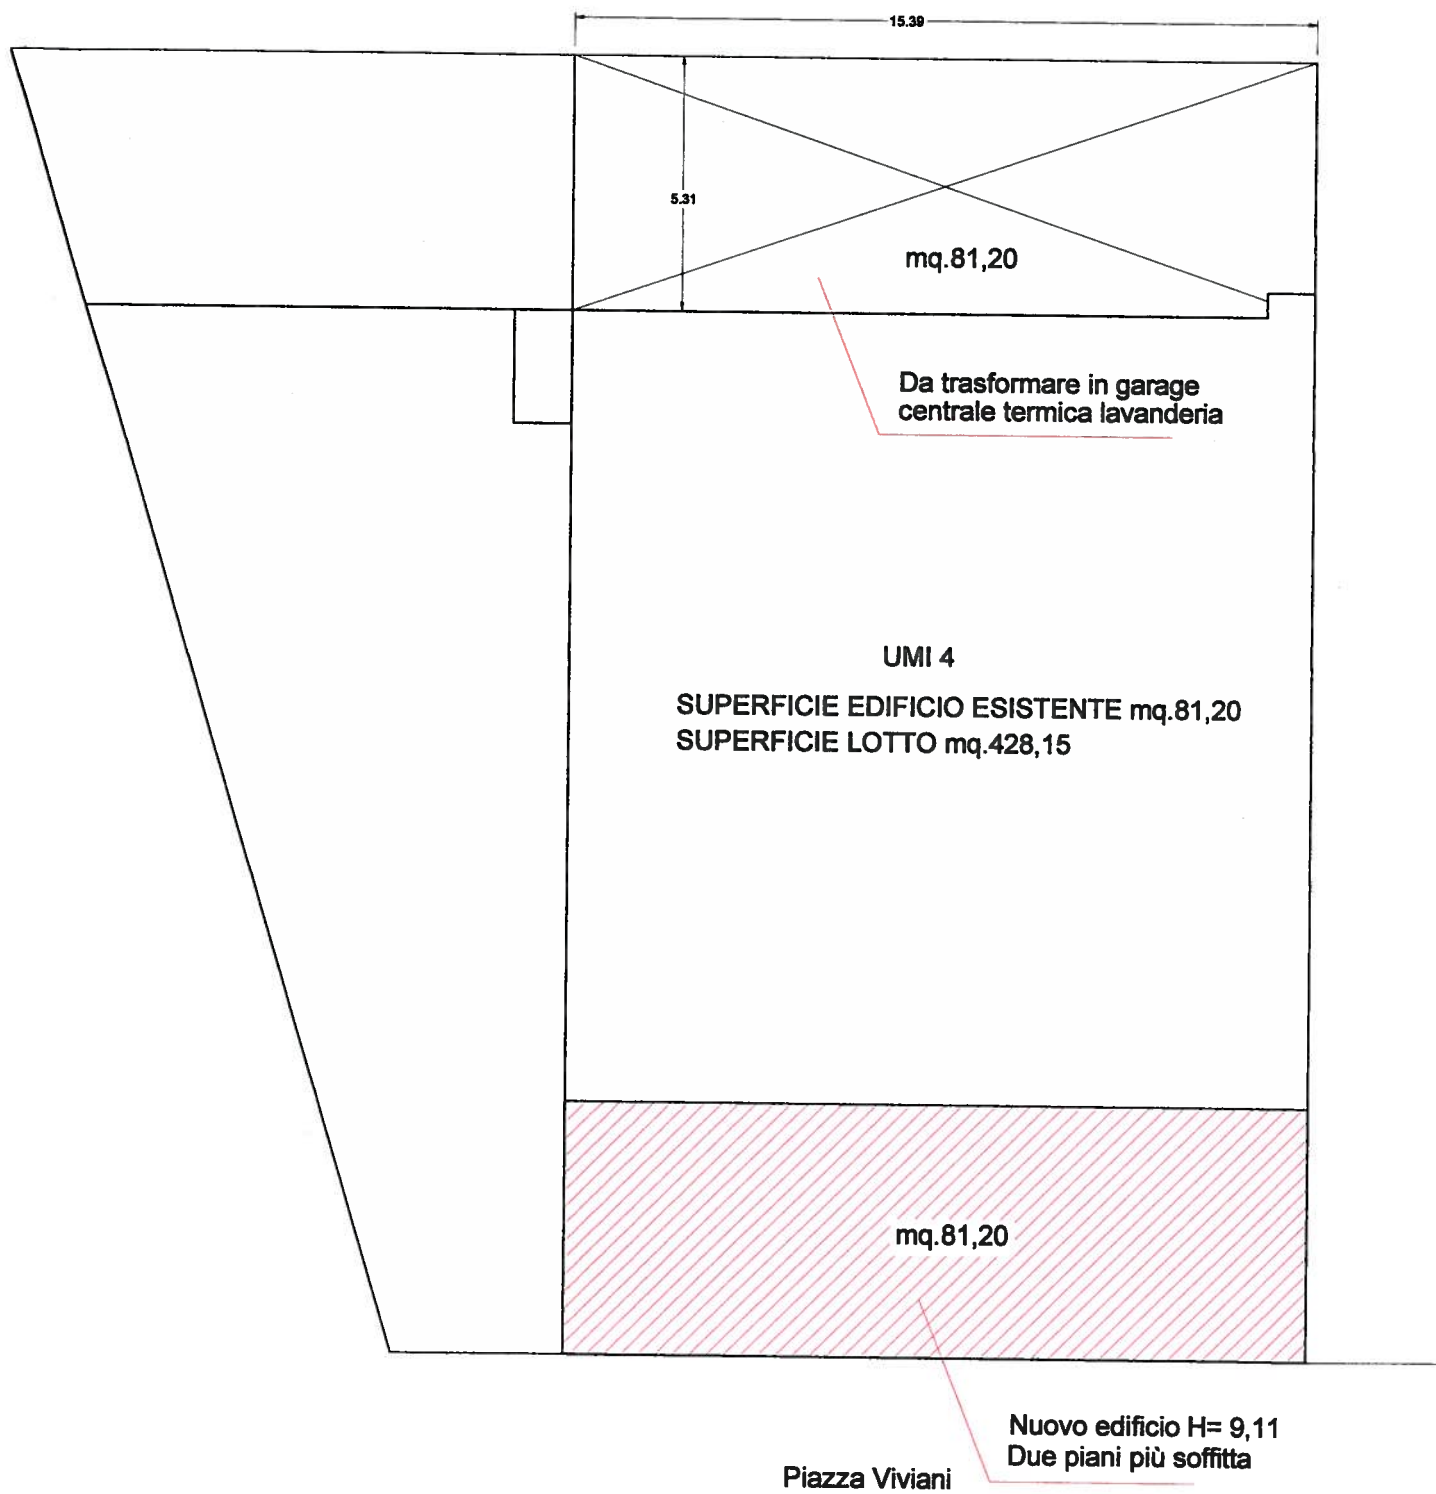 15.39
5.31
mq.81,20
Da trasformare in garage
centrale termica lavanderia
UMI 4
SUPERFICIE EDIFICIO ESISTENTE mq.81,20
SUPERFICIE LOTTO mq.428,15
mq.81,20
Nuovo edificio H= 9,11
Due piani più soffitta
Piazza Viviani